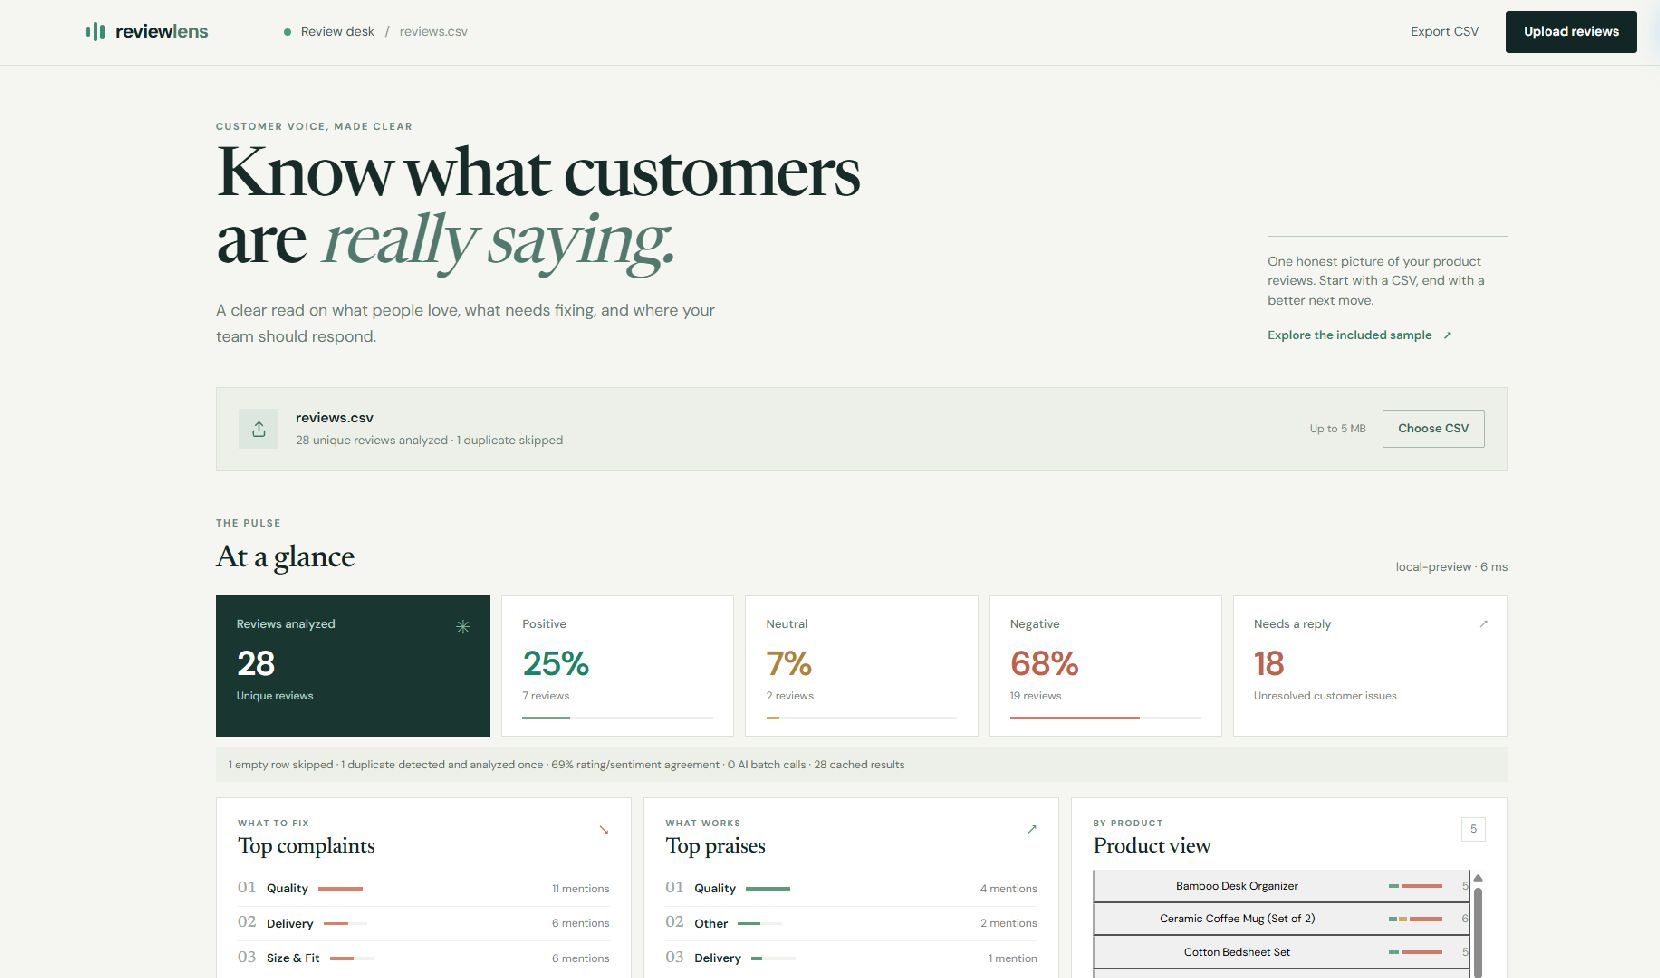 reviewlens
Review desk / reviews.csv
Export CSV
Upload reviews
CUSTOMER VOICE, MADE CLEAR
Know what customers
are really saying.
A clear read on what people love, what needs fixing, and where your
team should respond.
One honest picture of your product
reviews. Start with a CSV, end with a
better next move.
Explore the included sample ↗
reviews.csv
28 unique reviews analyzed · 1 duplicate skipped
Up to 5 MB
Choose CSV
THE PULSE
At a glance
local-preview · 6 ms
Reviews analyzed
28
Unique reviews
Positive
25%
7 reviews
Neutral
7%
2 reviews
Negative
68%
19 reviews
Needs a reply
18
Unresolved customer issues
1 empty row skipped · 1 duplicate detected and analyzed once · 69% rating/sentiment agreement · 0 AI batch calls · 28 cached results
WHAT TO FIX
Top complaints
01 Quality 11 mentions
02 Delivery 6 mentions
03 Size & Fit 6 mentions
WHAT WORKS
Top praises
01 Quality 4 mentions
02 Other 2 mentions
03 Delivery 1 mention
BY PRODUCT
Product view
5
Bamboo Desk Organizer 5
Ceramic Coffee Mug (Set of 2) 6
Cotton Bedsheet Set 5